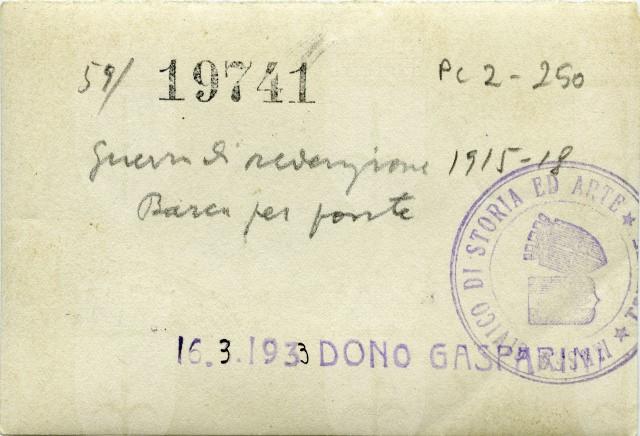 59/ 19741 Pc 2 - 250
Guerra di redenzione 1915-18
Barca per ponte
CIVICO DI STORIA ED ARTE ★
16.3.1933 DONO GASPARINI